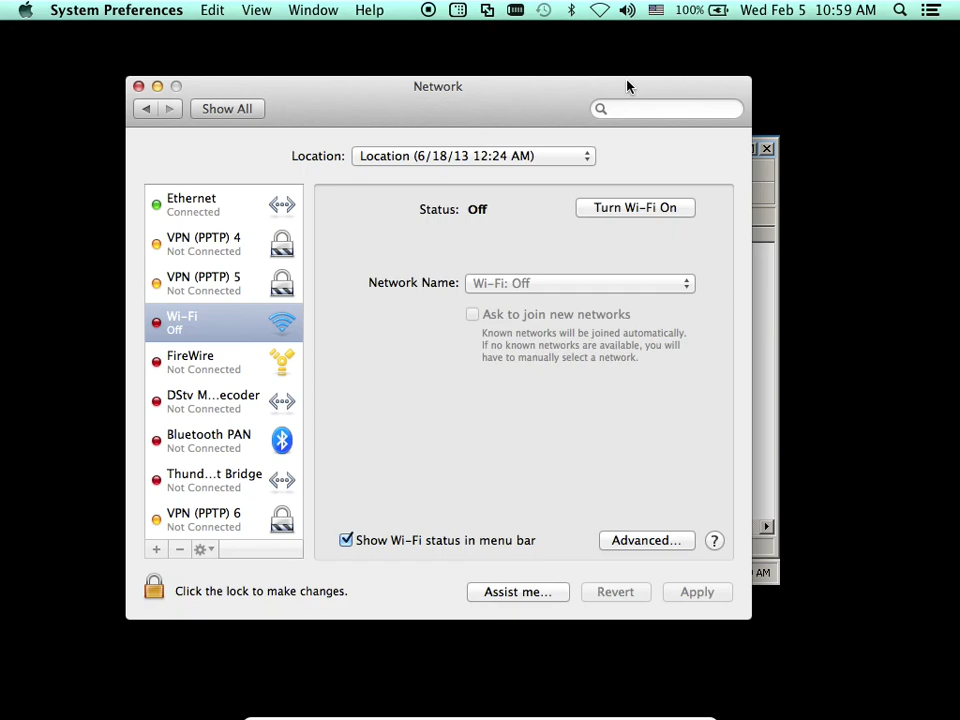 System Preferences Edit View Window Help 100% Wed Feb 5 10:59 AM
Network
Show All
Location: Location (6/18/13 12:24 AM)
Ethernet
Connected
VPN (PPTP) 4
Not Connected
VPN (PPTP) 5
Not Connected
Wi-Fi
Off
FireWire
Not Connected
DStv M...ecoder
Not Connected
Bluetooth PAN
Not Connected
Thund...t Bridge
Not Connected
VPN (PPTP) 6
Not Connected
Status: Off Turn Wi-Fi On
Network Name: Wi-Fi: Off
Ask to join new networks
Known networks will be joined automatically.
If no known networks are available, you will
have to manually select a network.
Show Wi-Fi status in menu bar Advanced... ?
AM
Click the lock to make changes. Assist me... Revert Apply